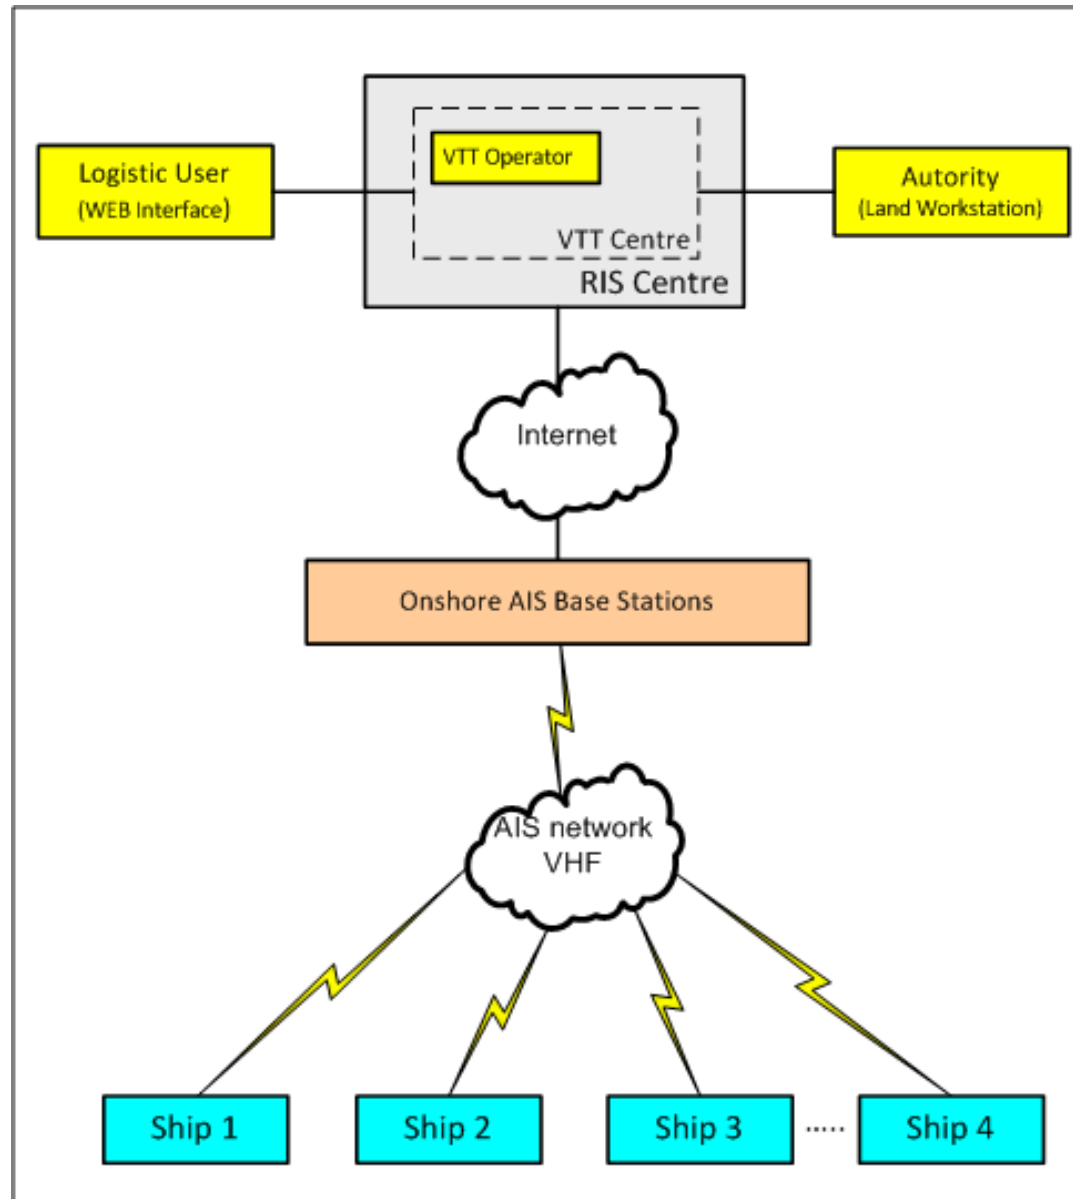 VTT Operator
Logistic User
(WEB Interface)
Autority
(Land Workstation)
VTT Centre
RIS Centre
Internet
Onshore AIS Base Stations
AIS network
VHF
Ship 1
Ship 2
Ship 3
.....
Ship 4